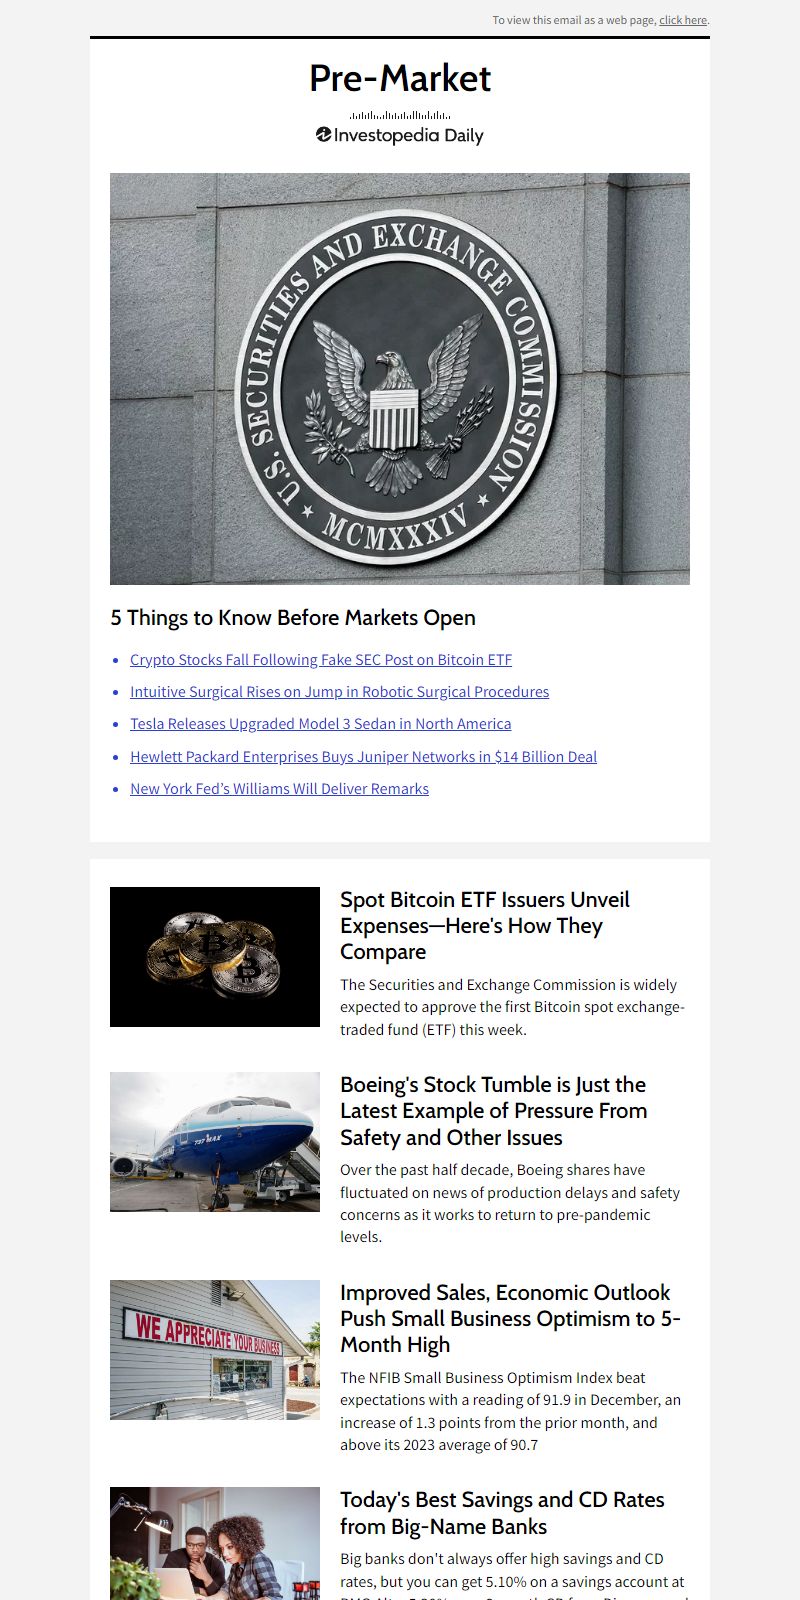 To view this email as a web page, click here.
Pre-Market
Investopedia Daily
U.S. SECURITIES AND EXCHANGE COMMISSION
MCMXXXIV
5 Things to Know Before Markets Open
Crypto Stocks Fall Following Fake SEC Post on Bitcoin ETF
Intuitive Surgical Rises on Jump in Robotic Surgical Procedures
Tesla Releases Upgraded Model 3 Sedan in North America
Hewlett Packard Enterprises Buys Juniper Networks in $14 Billion Deal
New York Fed’s Williams Will Deliver Remarks
Spot Bitcoin ETF Issuers Unveil
Expenses—Here's How They
Compare
The Securities and Exchange Commission is widely
expected to approve the first Bitcoin spot exchange-
traded fund (ETF) this week.
737 MAX
Boeing's Stock Tumble is Just the
Latest Example of Pressure From
Safety and Other Issues
Over the past half decade, Boeing shares have
fluctuated on news of production delays and safety
concerns as it works to return to pre-pandemic
levels.
WE APPRECIATE YOUR BUSINESS
Improved Sales, Economic Outlook
Push Small Business Optimism to 5-
Month High
The NFIB Small Business Optimism Index beat
expectations with a reading of 91.9 in December, an
increase of 1.3 points from the prior month, and
above its 2023 average of 90.7
Today's Best Savings and CD Rates
from Big-Name Banks
Big banks don't always offer high savings and CD
rates, but you can get 5.10% on a savings account at